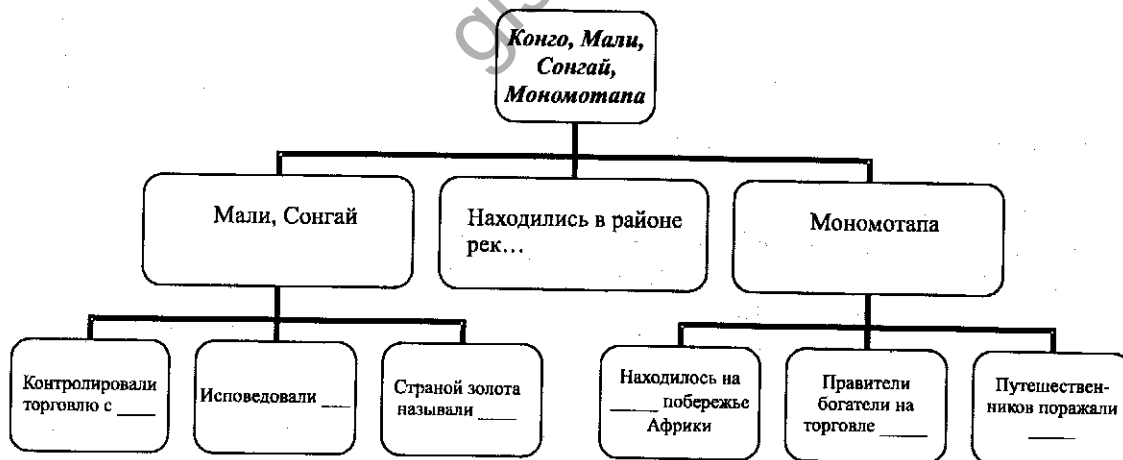 Конго, Мали,
Сонгай,
Мономотапа
Мали, Сонгай
Находились в районе
рек...
Мономотапа
Контролировали
торговлю с ____
Исповедовали ___
Страной золота
называли ____
Находилось на
_____ побережье
Африки
Правители
богатели на
торговле _____
Путешествен-
ников поражали
____